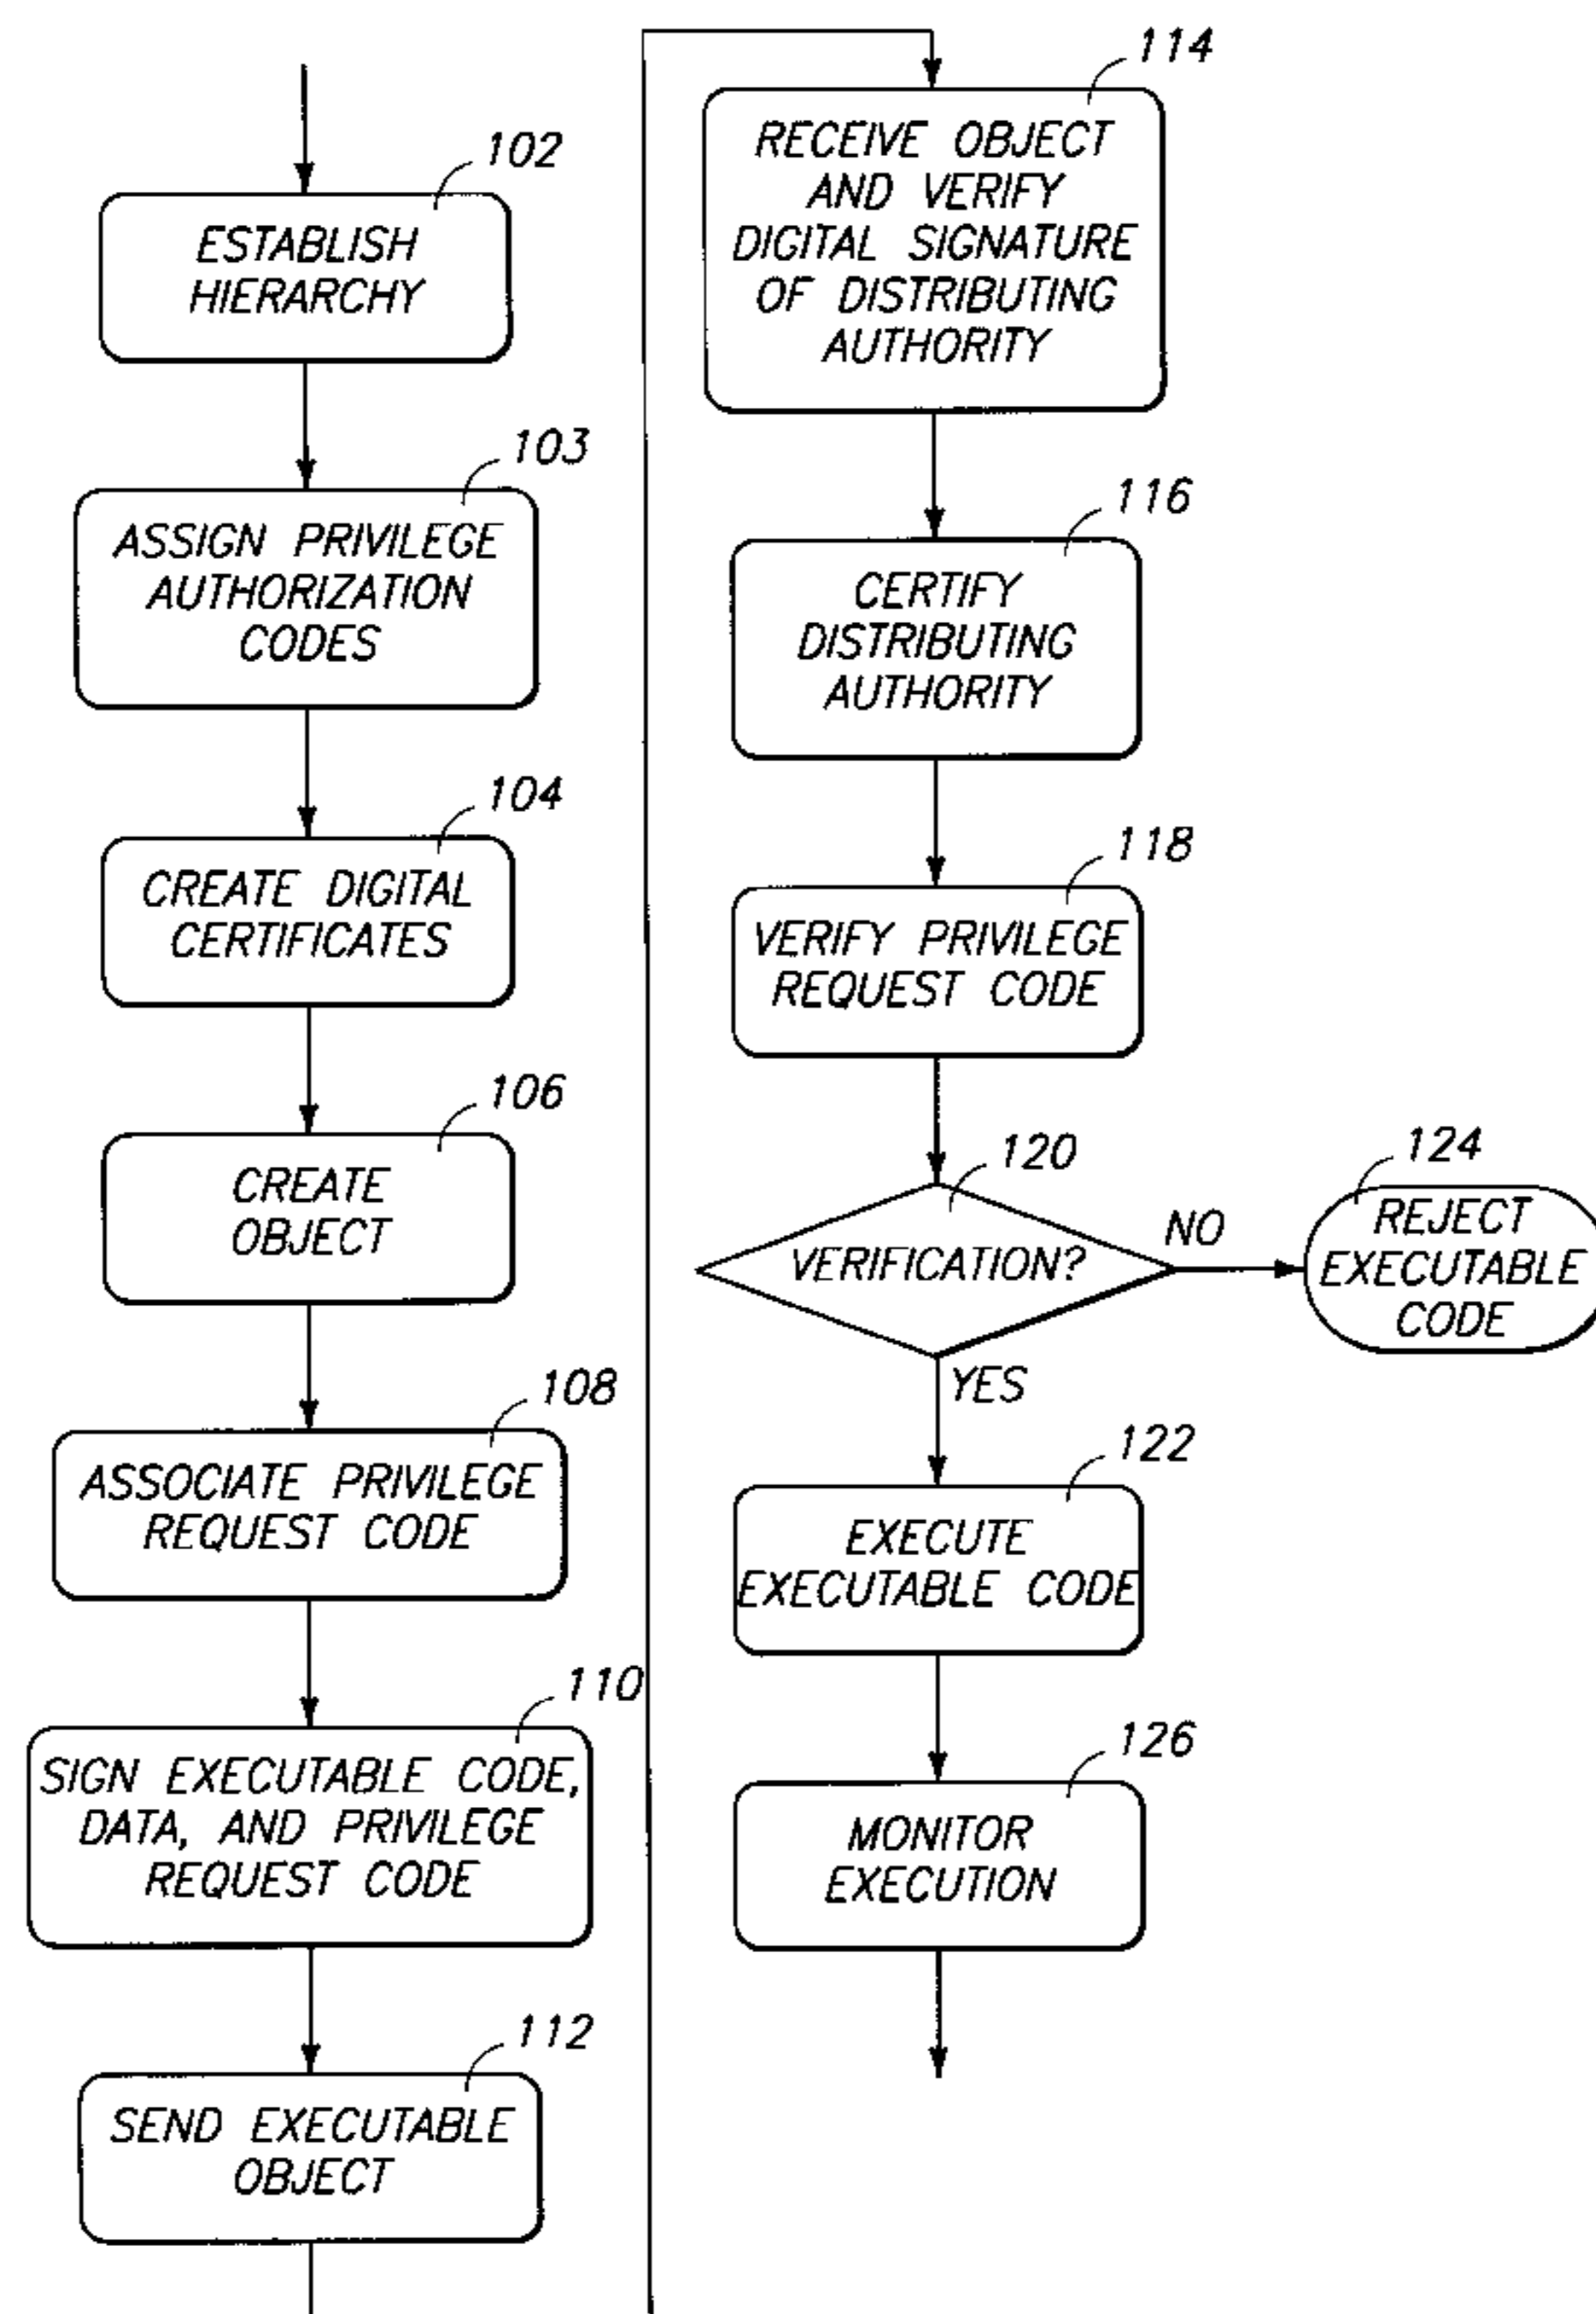 102
ESTABLISH
HIERARCHY
103
ASSIGN PRIVILEGE
AUTHORIZATION
CODES
104
CREATE DIGITAL
CERTIFICATES
106
CREATE
OBJECT
108
ASSOCIATE PRIVILEGE
REQUEST CODE
110
SIGN EXECUTABLE CODE,
DATA, AND PRIVILEGE
REQUEST CODE
112
SEND EXECUTABLE
OBJECT
114
RECEIVE OBJECT
AND VERIFY
DIGITAL SIGNATURE
OF DISTRIBUTING
AUTHORITY
116
CERTIFY
DISTRIBUTING
AUTHORITY
118
VERIFY PRIVILEGE
REQUEST CODE
120
VERIFICATION?
NO
124
REJECT
EXECUTABLE
CODE
YES
122
EXECUTE
EXECUTABLE CODE
126
MONITOR
EXECUTION